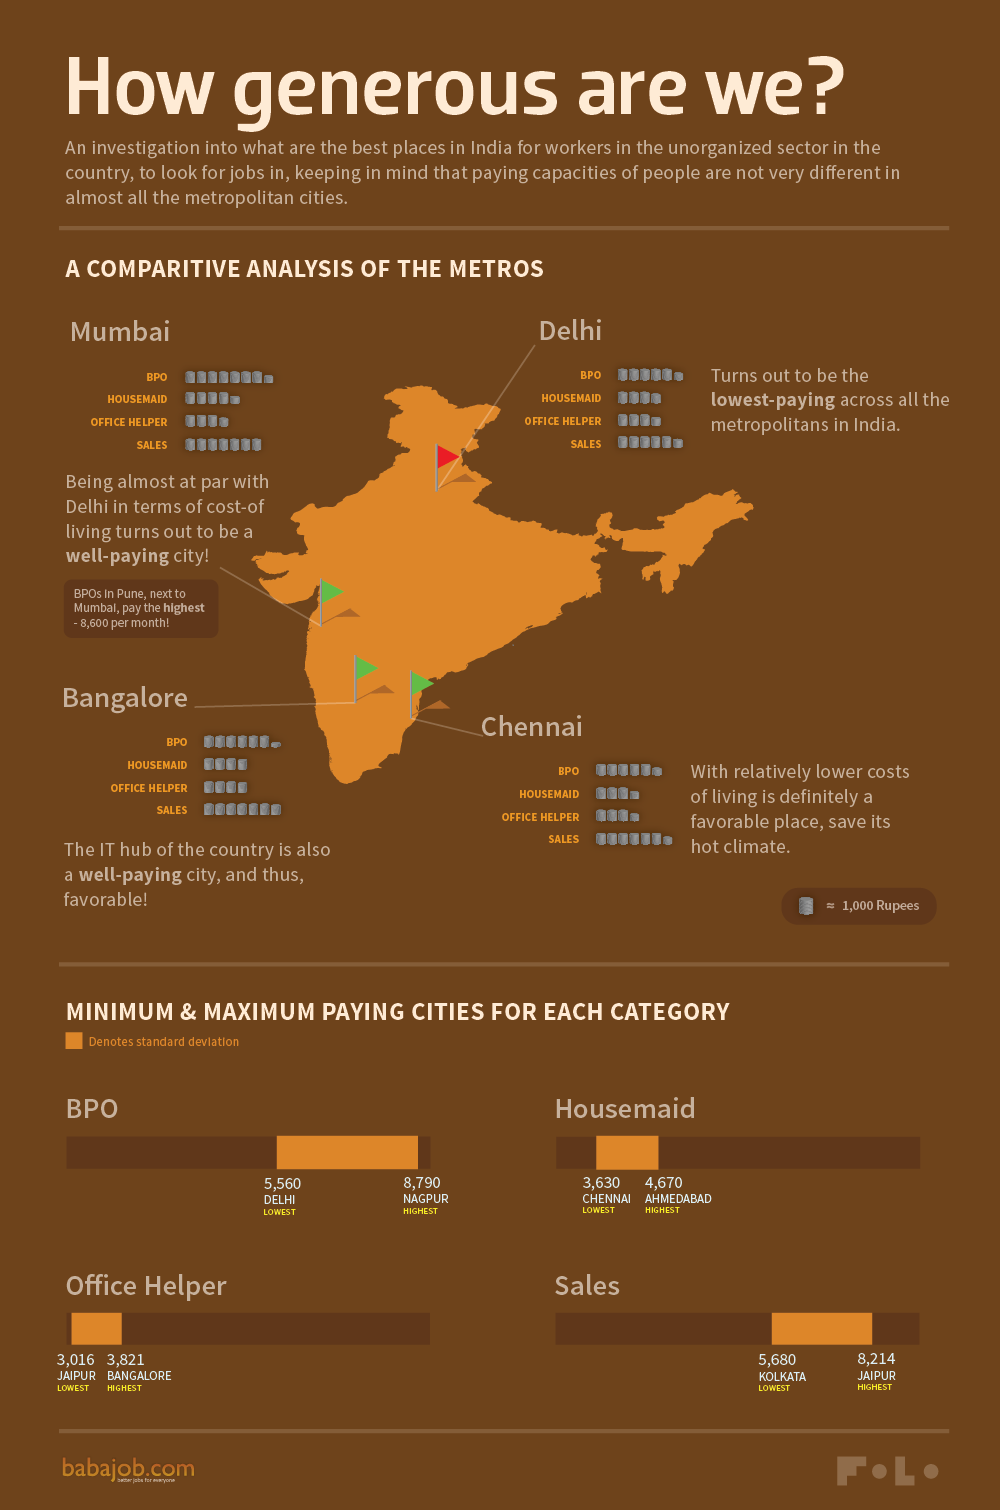 How generous are we?
An investigation into what are the best places in India for workers in the unorganized sector in the
country, to look for jobs in, keeping in mind that paying capacities of people are not very different in
almost all the metropolitan cities.
A COMPARITIVE ANALYSIS OF THE METROS
Mumbai
BPO
HOUSEMAID
OFFICE HELPER
SALES
Being almost at par with
Delhi in terms of cost-of
living turns out to be a
well-paying city!
BPOs in Pune, next to
Mumbai, pay the highest
- 8,600 per month!
Delhi
BPO
HOUSEMAID
OFFICE HELPER
SALES
Turns out to be the
lowest-paying across all the
metropolitans in India.
Bangalore
BPO
HOUSEMAID
OFFICE HELPER
SALES
The IT hub of the country is also
a well-paying city, and thus,
favorable!
Chennai
BPO
HOUSEMAID
OFFICE HELPER
SALES
With relatively lower costs
of living is definitely a
favorable place, save its
hot climate.
≈ 1,000 Rupees
MINIMUM & MAXIMUM PAYING CITIES FOR EACH CATEGORY
Denotes standard deviation
BPO
5,560
DELHI
LOWEST
8,790
NAGPUR
HIGHEST
Housemaid
3,630
CHENNAI
LOWEST
4,670
AHMEDABAD
HIGHEST
Office Helper
3,016
JAIPUR
LOWEST
3,821
BANGALORE
HIGHEST
Sales
5,680
KOLKATA
LOWEST
8,214
JAIPUR
HIGHEST
babajob.com
better jobs for everyone
FOLO